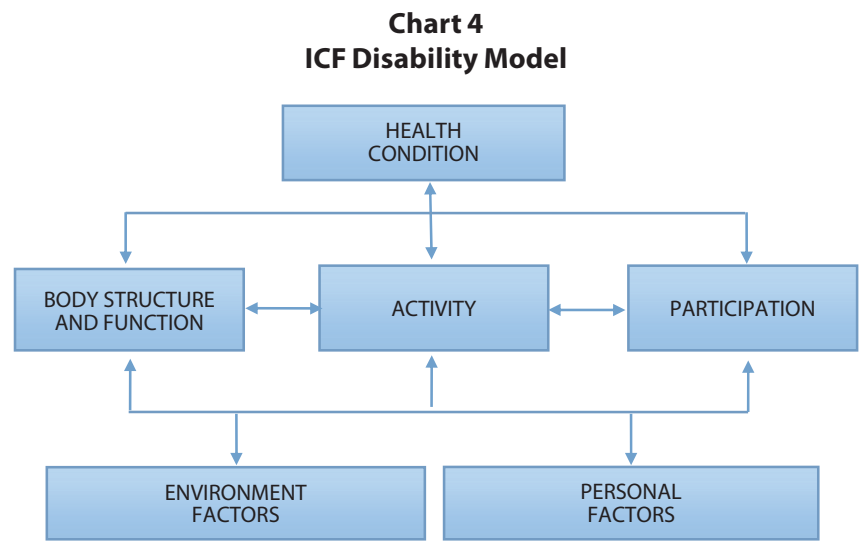 Chart 4
ICF Disability Model
HEALTH
CONDITION
BODY STRUCTURE
AND FUNCTION
ACTIVITY
PARTICIPATION
ENVIRONMENT
FACTORS
PERSONAL
FACTORS